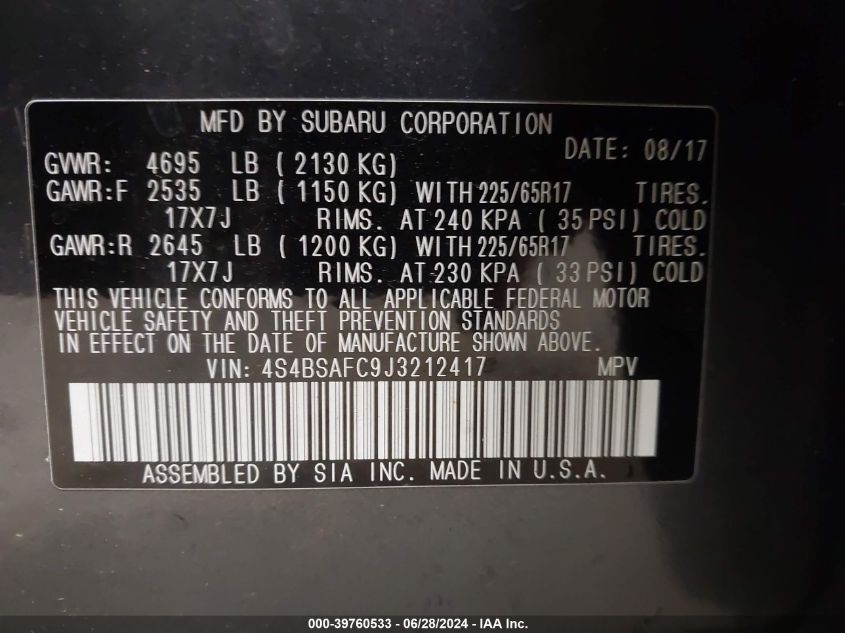 MFD BY SUBARU CORPORATION
DATE: 08/17
GVWR: 4695 LB ( 2130 KG)
GAWR:F 2535 LB ( 1150 KG) WITH 225/65R17 TIRES.
17X7J RIMS. AT 240 KPA ( 35 PSI) COLD
GAWR:R 2645 LB ( 1200 KG) WITH 225/65R17 TIRES.
17X7J RIMS. AT 230 KPA ( 33 PSI) COLD
THIS VEHICLE CONFORMS TO ALL APPLICABLE FEDERAL MOTOR
VEHICLE SAFETY AND THEFT PREVENTION STANDARDS
IN EFFECT ON THE DATE OF MANUFACTURE SHOWN ABOVE.
VIN: 4S4BSAFC9J3212417 MPV
ASSEMBLED BY SIA INC. MADE IN U.S.A.
000-39760533 / 06/28/2024 - IAA Inc.